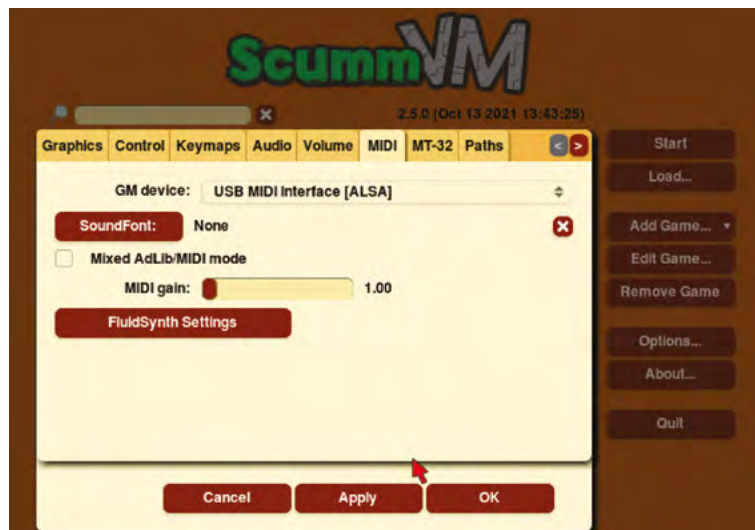 ScummVM
2.5.0 (Oct 13 2021 13:43:25)
Graphics Control Keymaps Audio Volume MIDI MT-32 Paths < >
GM device: USB MIDI Interface [ALSA]
SoundFont: None
Mixed AdLib/MIDI mode
MIDI gain: 1.00
FluidSynth Settings
Cancel Apply OK
Start
Load...
Add Game...
Edit Game...
Remove Game
Options...
About...
Quit